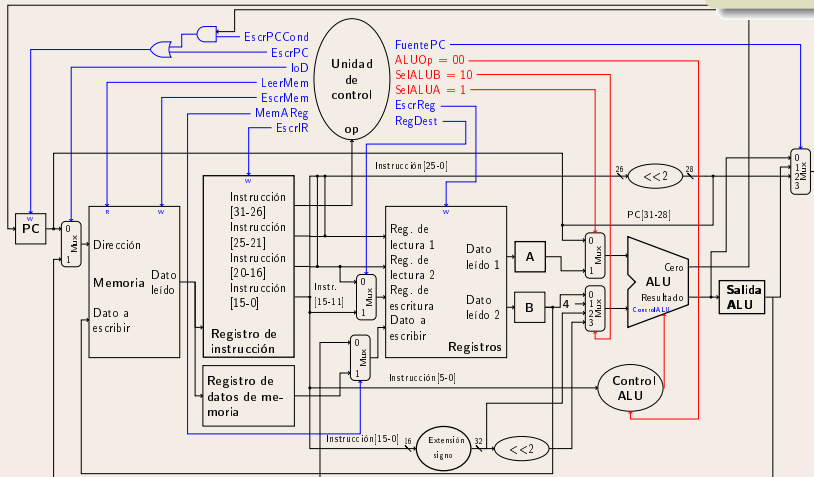 EscrPCCond
EscrPC
IoD
LeerMem
EscrMem
MemAReg
EscrIR
Unidad
de
control
op
FuentePC
ALUOp = 00
SelALUB = 10
SelALUA = 1
EscrReg
RegDest
Instrucción[25-0]
26
<<2
28
0
1
2
3
Mux
PC[31-28]
W
PC
0
1
Mux
R
W
Dirección
Memoria
Dato
leído
Dato a
escribir
W
Instrucción
[31-26]
Instrucción
[25-21]
Instrucción
[20-16]
Instrucción
[15-0]
Registro de
instrucción
Registro de
datos de me-
moria
Instr.
[15-11]
0
1
Mux
0
1
Mux
W
Reg. de
lectura 1
Reg. de
lectura 2
Reg. de
escritura
Dato a
escribir
Dato
leído 1
Dato
leído 2
Registros
A
B
4
0
1
Mux
0
1
2
3
Mux
Cero
ALU
Resultado
ControlALU
Salida
ALU
Instrucción[5-0]
Control
ALU
Instrucción[15-0]
16
Extensión
signo
32
<<2